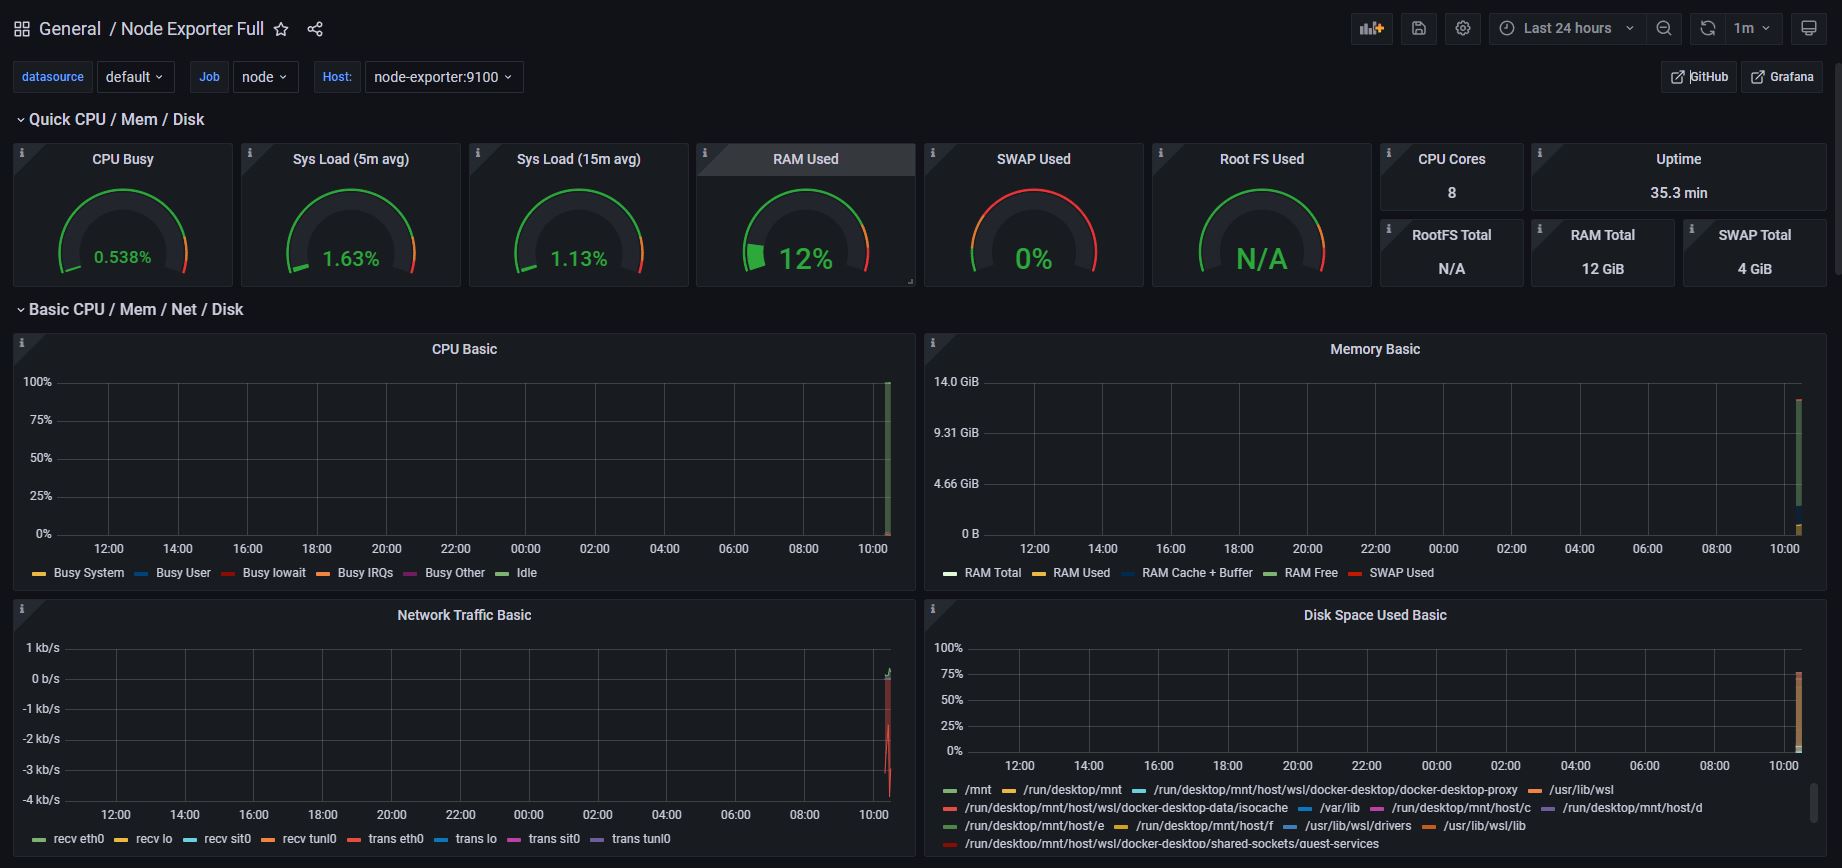 General / Node Exporter Full
Last 24 hours
1m
datasource default Job node Host: node-exporter:9100
GitHub Grafana
Quick CPU / Mem / Disk
CPU Busy
0.538%
Sys Load (5m avg)
1.63%
Sys Load (15m avg)
1.13%
RAM Used
12%
SWAP Used
0%
Root FS Used
N/A
CPU Cores
8
Uptime
35.3 min
RootFS Total
N/A
RAM Total
12 GiB
SWAP Total
4 GiB
Basic CPU / Mem / Net / Disk
CPU Basic
100%
75%
50%
25%
0%
12:00 14:00 16:00 18:00 20:00 22:00 00:00 02:00 04:00 06:00 08:00 10:00
Busy System Busy User Busy Iowait Busy IRQs Busy Other Idle
Memory Basic
14.0 GiB
9.31 GiB
4.66 GiB
0 B
12:00 14:00 16:00 18:00 20:00 22:00 00:00 02:00 04:00 06:00 08:00 10:00
RAM Total RAM Used RAM Cache + Buffer RAM Free SWAP Used
Network Traffic Basic
1 kb/s
0 b/s
-1 kb/s
-2 kb/s
-3 kb/s
-4 kb/s
12:00 14:00 16:00 18:00 20:00 22:00 00:00 02:00 04:00 06:00 08:00 10:00
recv eth0 recv lo recv sit0 recv tunl0 trans eth0 trans lo trans sit0 trans tunl0
Disk Space Used Basic
100%
75%
50%
25%
0%
12:00 14:00 16:00 18:00 20:00 22:00 00:00 02:00 04:00 06:00 08:00 10:00
/mnt /run/desktop/mnt /run/desktop/mnt/host/wsl/docker-desktop/docker-desktop-proxy /usr/lib/wsl
/run/desktop/mnt/host/wsl/docker-desktop-data/isocache /var/lib /run/desktop/mnt/host/c /run/desktop/mnt/host/d
/run/desktop/mnt/host/e /run/desktop/mnt/host/f /usr/lib/wsl/drivers /usr/lib/wsl/lib
/run/desktop/mnt/host/wsl/docker-desktop/shared-sockets/guest-services